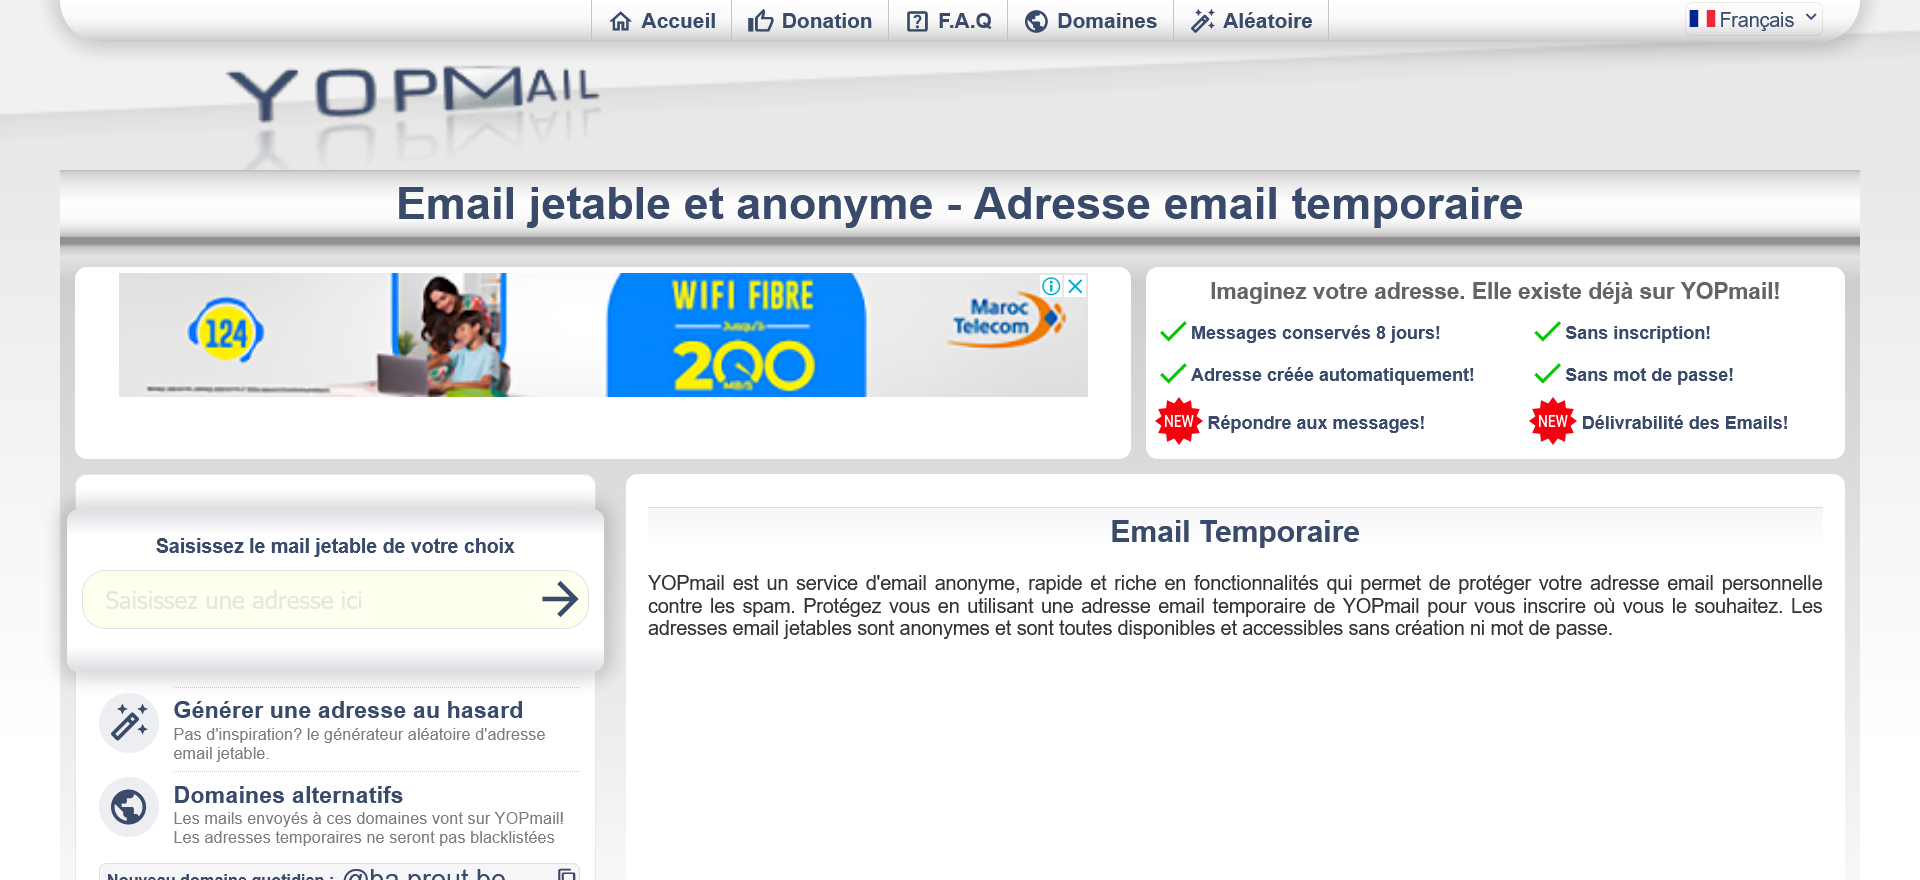 Accueil
Donation
F.A.Q
Domaines
Aléatoire
Français
YOPMAIL
Email jetable et anonyme - Adresse email temporaire
124
WIFI FIBRE
Jusqu'à
200
MB/S
Maroc
Telecom
Imaginez votre adresse. Elle existe déjà sur YOPmail!
Messages conservés 8 jours!
Sans inscription!
Adresse créée automatiquement!
Sans mot de passe!
NEW Répondre aux messages!
NEW Délivrabilité des Emails!
Saisissez le mail jetable de votre choix
Saisissez une adresse ici
Générer une adresse au hasard
Pas d'inspiration? le générateur aléatoire d'adresse
email jetable.
Domaines alternatifs
Les mails envoyés à ces domaines vont sur YOPmail!
Les adresses temporaires ne seront pas blacklistées
Nouveau domaine quotidien : @ba.prout.be
Email Temporaire
YOPmail est un service d'email anonyme, rapide et riche en fonctionnalités qui permet de protéger votre adresse email personnelle
contre les spam. Protégez vous en utilisant une adresse email temporaire de YOPmail pour vous inscrire où vous le souhaitez. Les
adresses email jetables sont anonymes et sont toutes disponibles et accessibles sans création ni mot de passe.